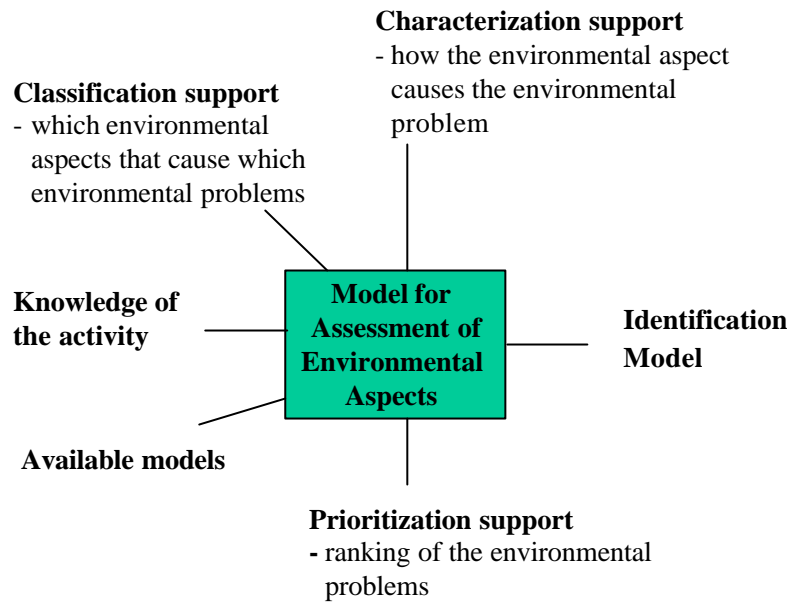 Characterization support
- how the environmental aspect
causes the environmental
problem
Classification support
- which environmental
aspects that cause which
environmental problems
Knowledge of
the activity
Model for
Assessment of
Environmental
Aspects
Identification
Model
Available models
Prioritization support
- ranking of the environmental
problems